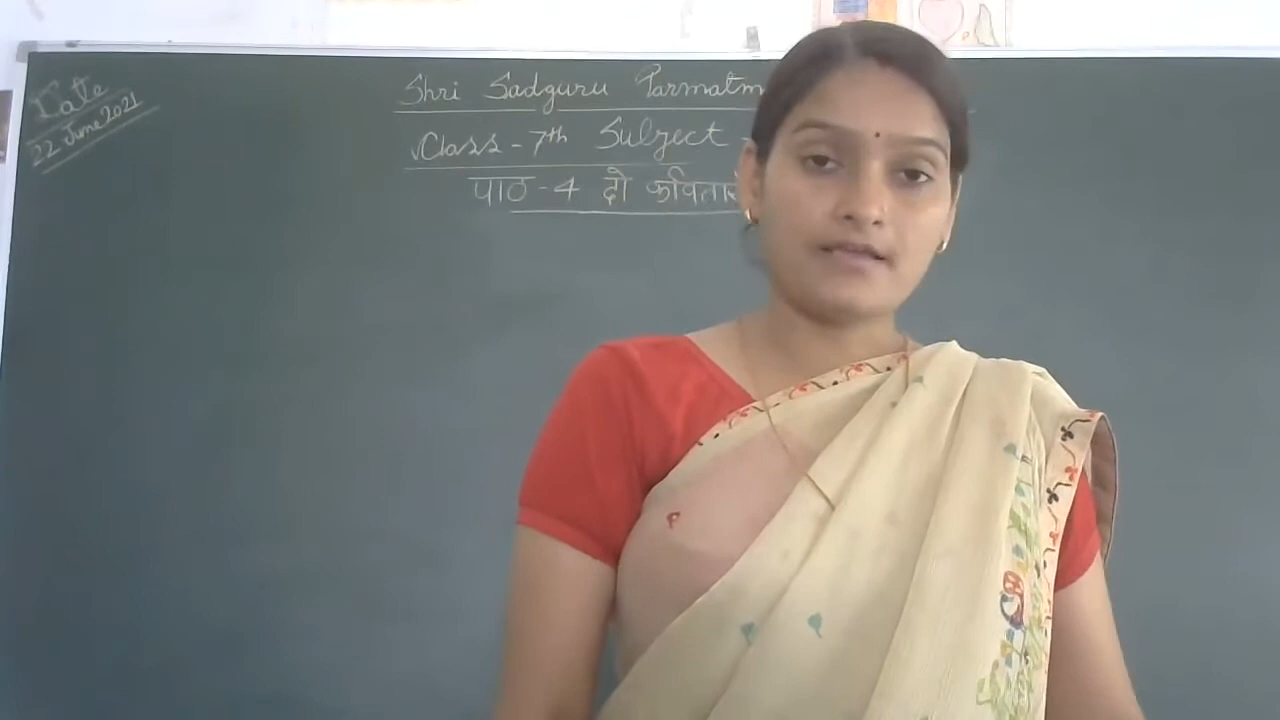 Date
22 June 2021
Shri Sadguru Parmatm
Class - 7th Subject -
पाठ - 4 दो कविताएँ